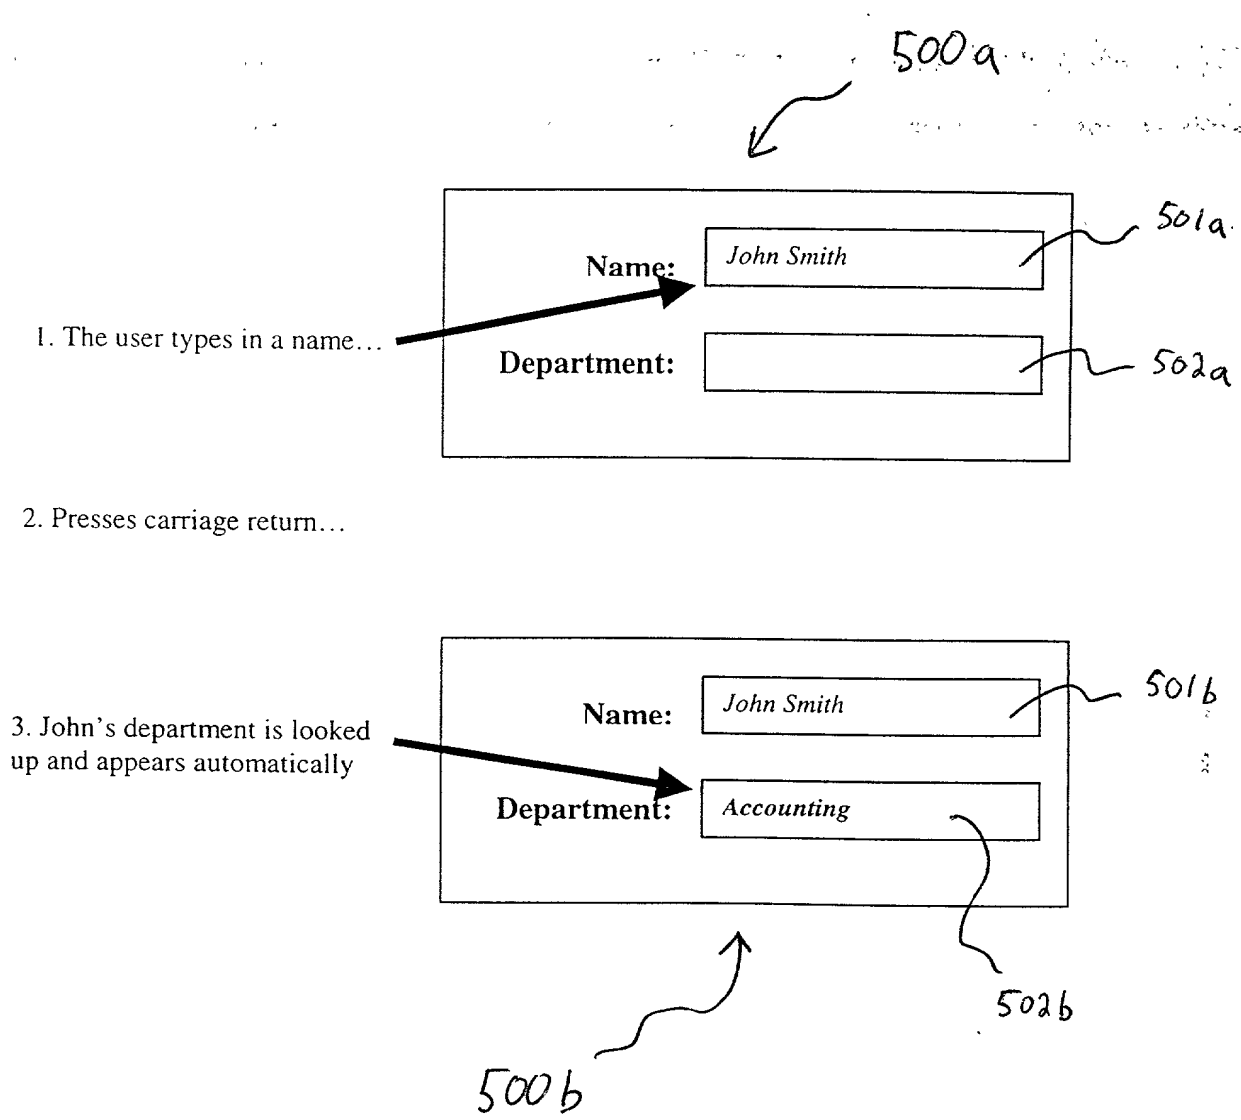 500a
Name: John Smith 501a
1. The user types in a name...
Department: 502a
2. Presses carriage return...
Name: John Smith 501b
3. John's department is looked
up and appears automatically
Department: Accounting
502b
500b